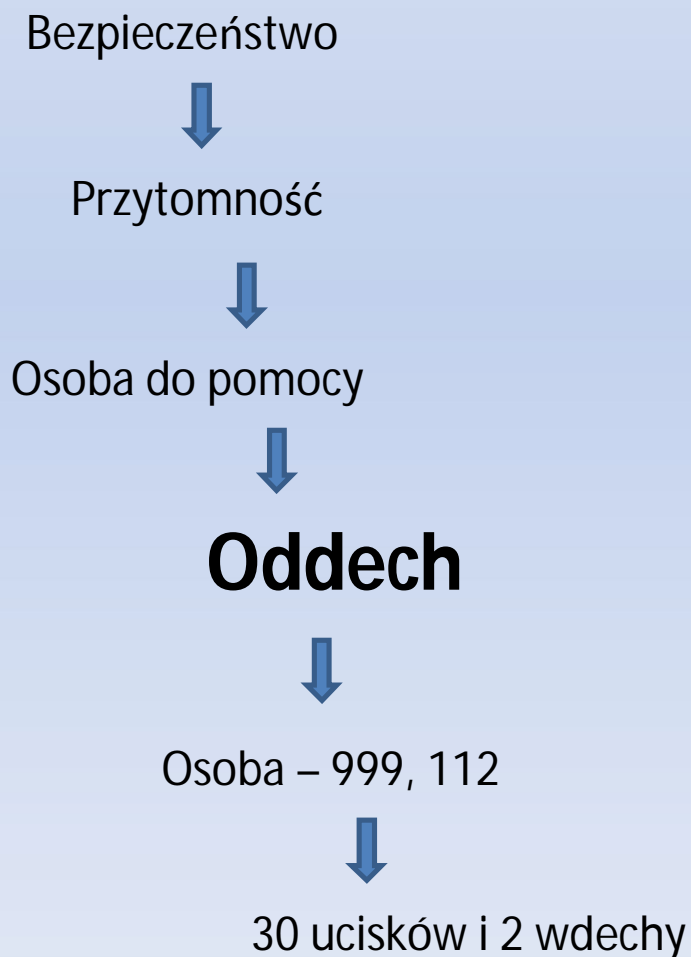 Bezpieczeństwo
Przytomność
Osoba do pomocy
Oddech
Osoba – 999, 112
30 ucisków i 2 wdechy